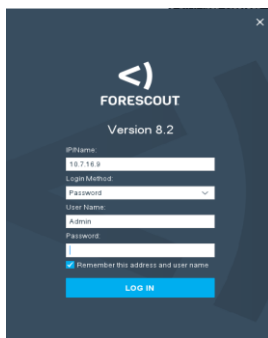 FORESCOUT
Version 8.2
IP/Name:
10.7.16.9
Login Method:
Password
User Name:
Admin
Password:
Remember this address and user name
LOG IN